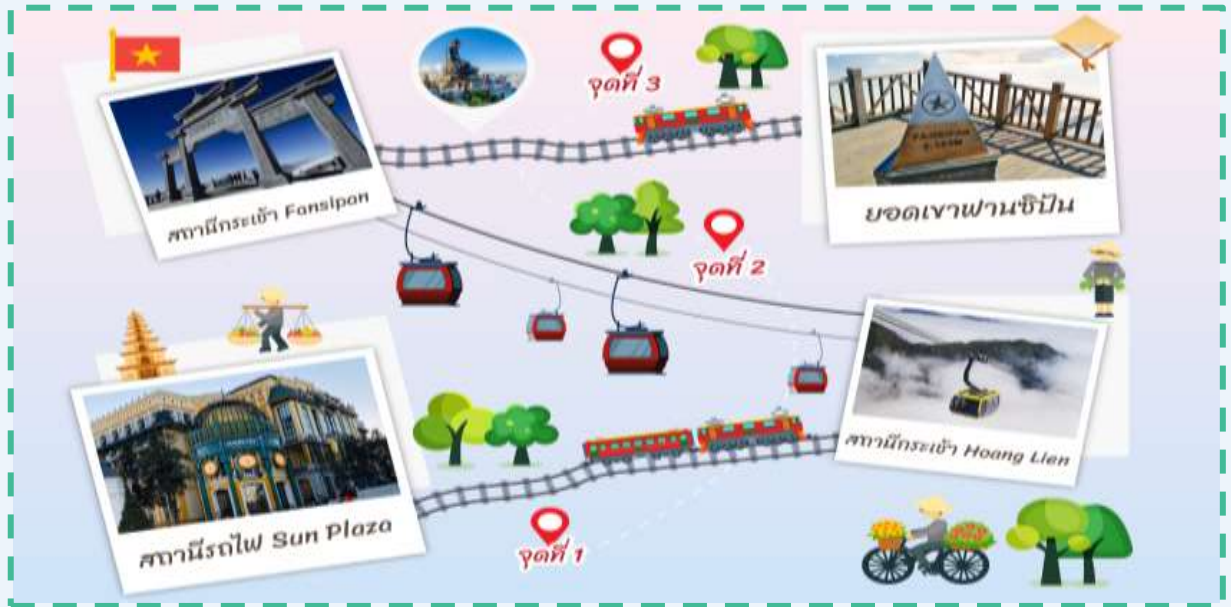 จุดที่ 3
สถานีกระเช้า Fansipan
FANSIPAN
3.143M
ยอดเขาฟานซิปัน
จุดที่ 2
สถานีกระเช้า Hoang Lien
สถานีรถไฟ Sun Plaza
จุดที่ 1